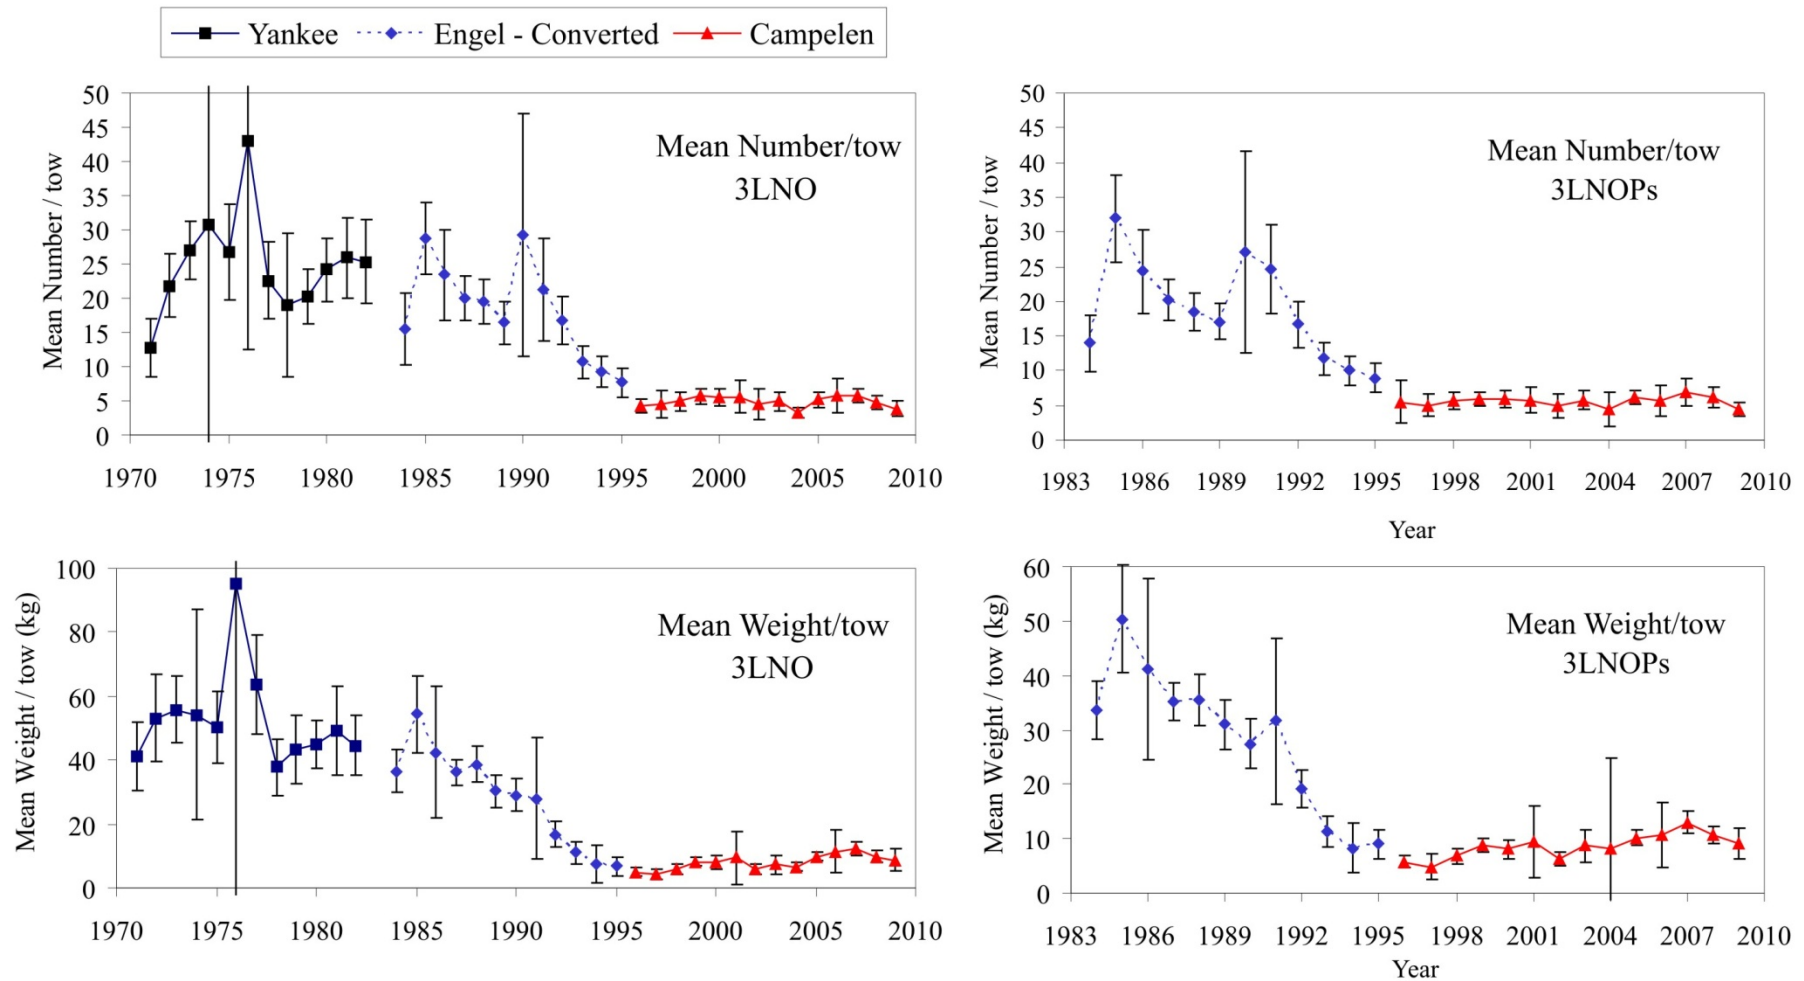 Yankee Engel - Converted Campelen
50
45
40
35
30
25
20
15
10
5
0
Mean Number / tow
Mean Number/tow
3LNO
1970 1975 1980 1985 1990 1995 2000 2005 2010
50
45
40
35
30
25
20
15
10
5
0
Mean Number / tow
Mean Number/tow
3LNOPs
1983 1986 1989 1992 1995 1998 2001 2004 2007 2010
Year
100
80
60
40
20
0
Mean Weight / tow (kg)
Mean Weight/tow
3LNO
1970 1975 1980 1985 1990 1995 2000 2005 2010
60
50
40
30
20
10
0
Mean Weight / tow (kg)
Mean Weight/tow
3LNOPs
1983 1986 1989 1992 1995 1998 2001 2004 2007 2010
Year